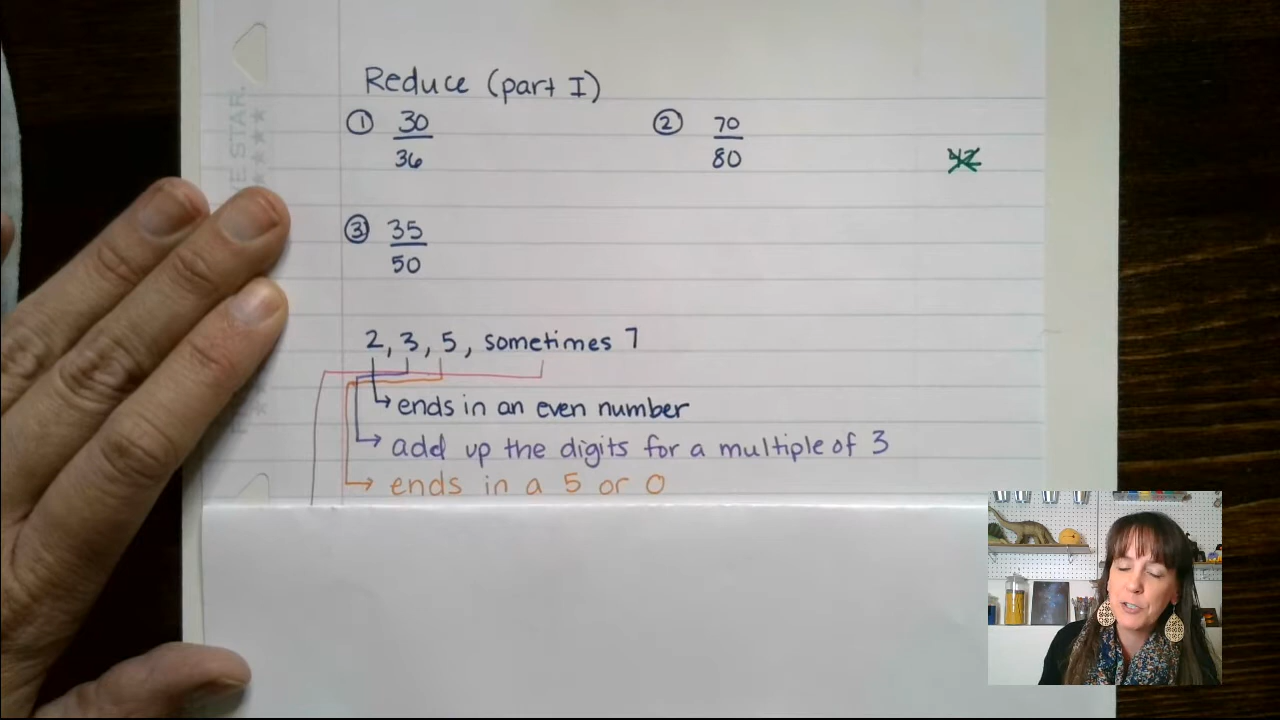 Reduce (part I)
① 30/36 ② 70/80
③ 35/50
2, 3, 5, sometimes 7
ends in an even number
add up the digits for a multiple of 3
ends in a 5 or 0